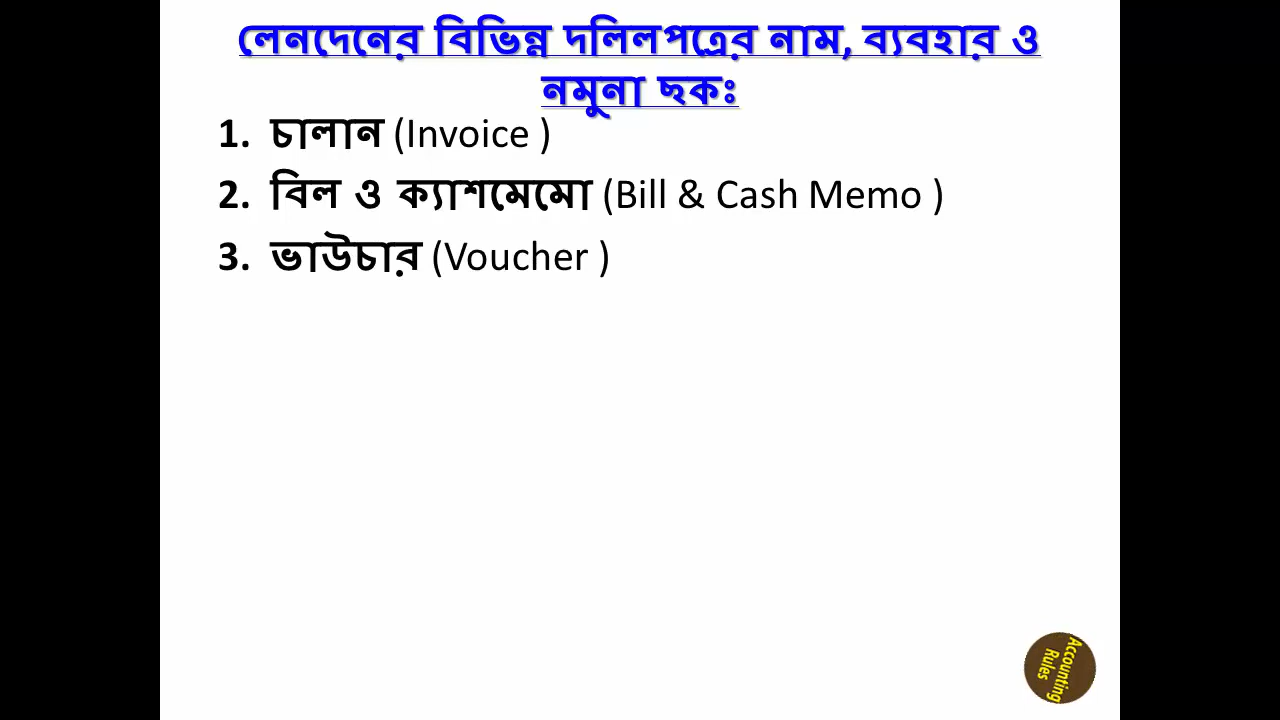 লেনদেনের বিভিন্ন দলিলপত্রের নাম, ব্যবহার ও
নমুনা ছকঃ
1. চালান (Invoice )
2. বিল ও ক্যাশমেমো (Bill & Cash Memo )
3. ভাউচার (Voucher )
Accounting
Rules